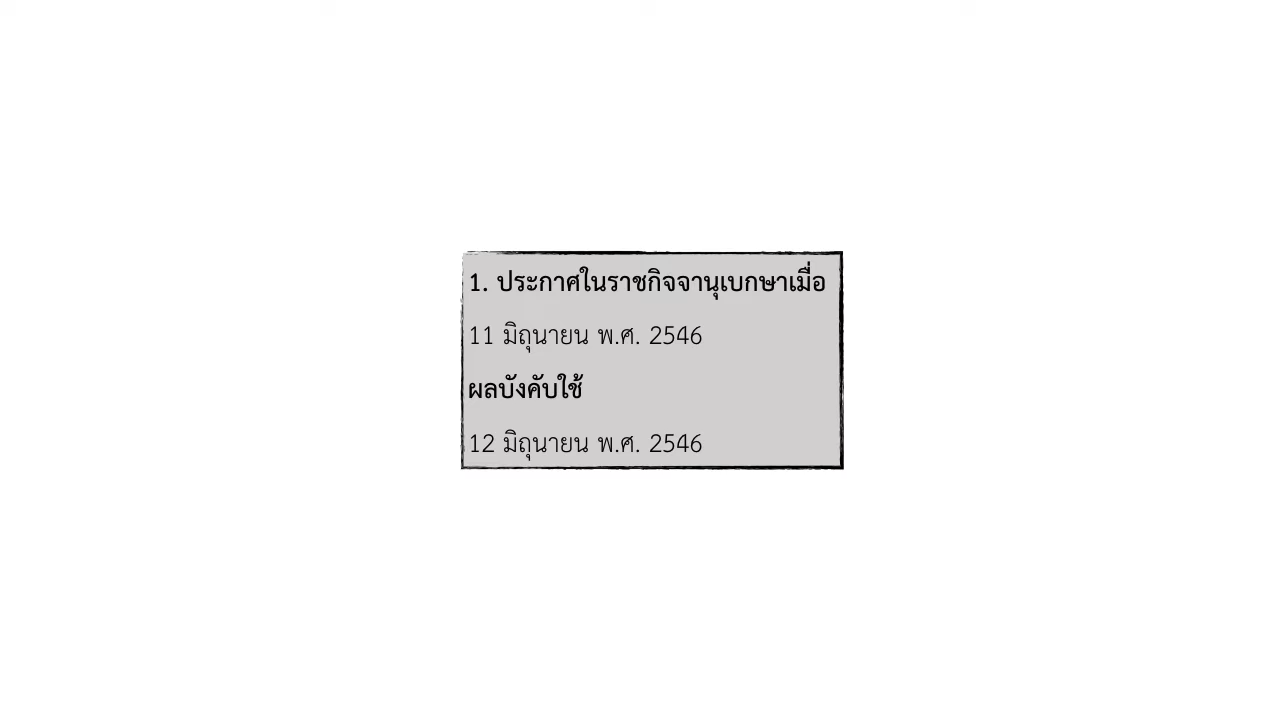 1. ประกาศในราชกิจจานุเบกษาเมื่อ
11 มิถุนายน พ.ศ. 2546
ผลบังคับใช้
12 มิถุนายน พ.ศ. 2546